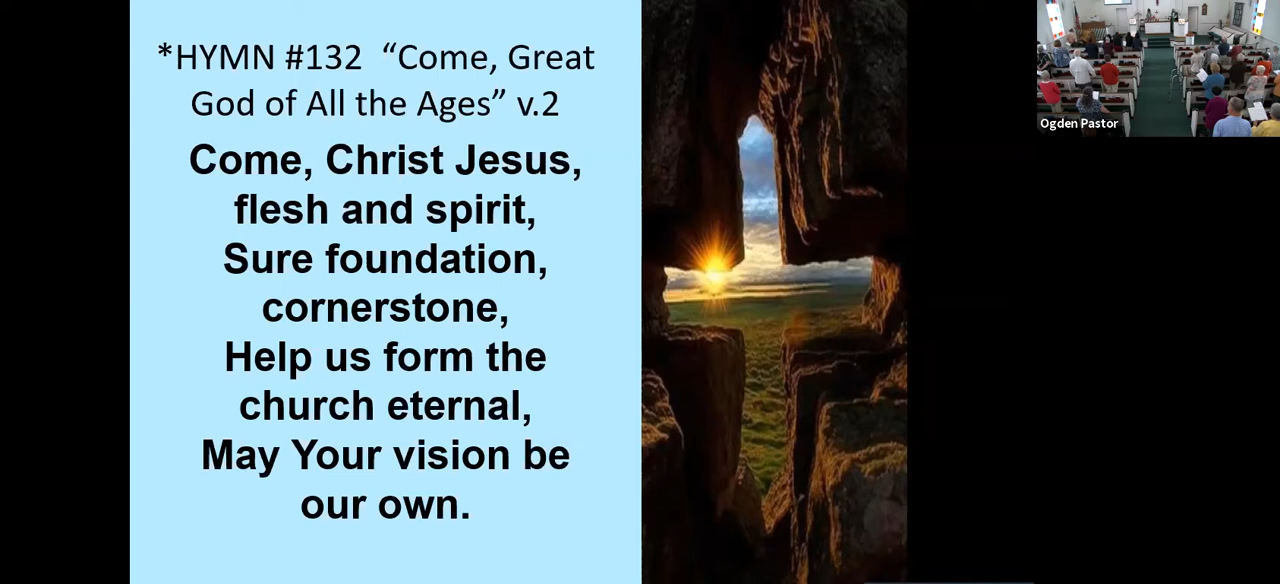 *HYMN #132 “Come, Great
God of All the Ages” v.2
Come, Christ Jesus,
flesh and spirit,
Sure foundation,
cornerstone,
Help us form the
church eternal,
May Your vision be
our own.
Ogden Pastor